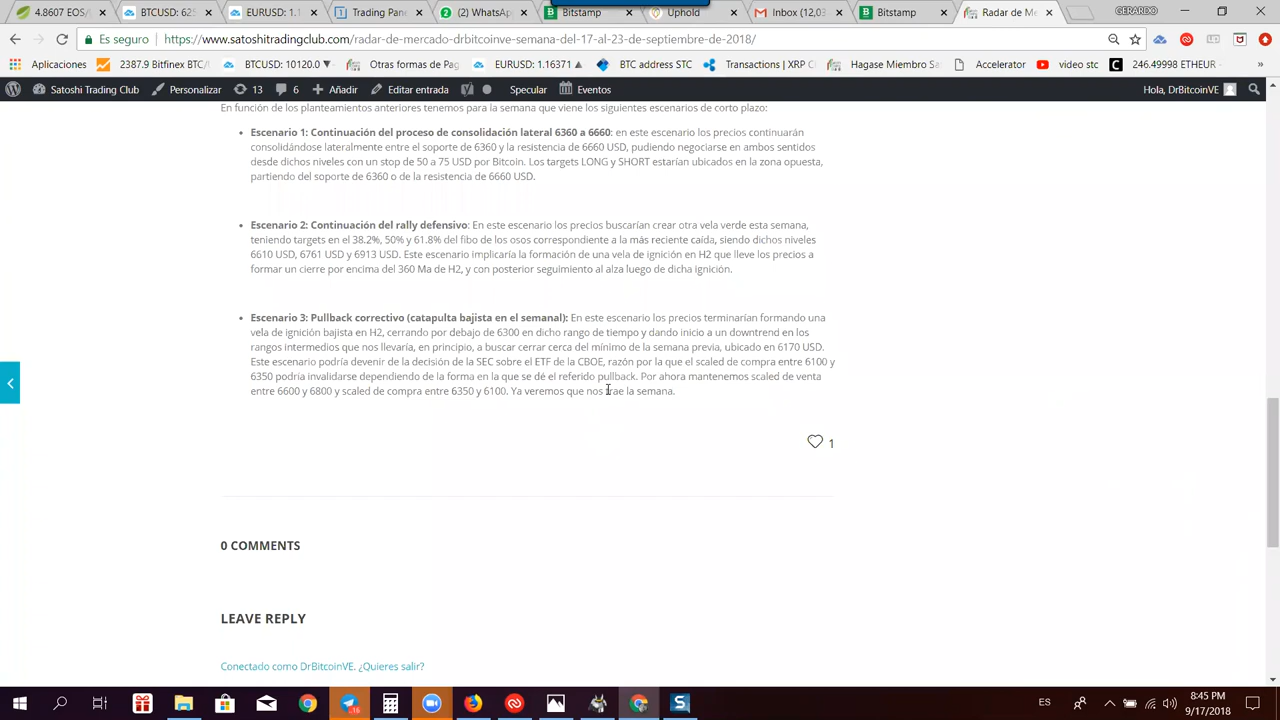 4.8607 EOS/
BTCUSD: 625
EURUSD: 1.1
Trading Pane
(2) WhatsApp
Bitstamp
Uphold
Inbox (12,03
Bitstamp
Radar de Me
GERARDO
Es seguro
https://www.satoshitradingclub.com/radar-de-mercado-drbitcoinve-semana-del-17-al-23-de-septiembre-de-2018/
Aplicaciones
2387.9 Bitfinex BTC/
BTCUSD: 10120.0
Otras formas de Pag
EURUSD: 1.16371
BTC address STC
Transactions | XRP C
Hagase Miembro Sa
Accelerator
video stc
246.49998 ETHEUR -
Satoshi Trading Club
Personalizar
13
6
Añadir
Editar entrada
Specular
Eventos
Hola, DrBitcoinVE
En función de los planteamientos anteriores tenemos para la semana que viene los siguientes escenarios de corto plazo:
• Escenario 1: Continuación del proceso de consolidación lateral 6360 a 6660: en este escenario los precios continuarán
consolidándose lateralmente entre el soporte de 6360 y la resistencia de 6660 USD, pudiendo negociarse en ambos sentidos
desde dichos niveles con un stop de 50 a 75 USD por Bitcoin. Los targets LONG y SHORT estarían ubicados en la zona opuesta,
partiendo del soporte de 6360 o de la resistencia de 6660 USD.
• Escenario 2: Continuación del rally defensivo: En este escenario los precios buscarían crear otra vela verde esta semana,
teniendo targets en el 38.2%, 50% y 61.8% del fibo de los osos correspondiente a la más reciente caída, siendo dichos niveles
6610 USD, 6761 USD y 6913 USD. Este escenario implicaría la formación de una vela de ignición en H2 que lleve los precios a
formar un cierre por encima del 360 Ma de H2, y con posterior seguimiento al alza luego de dicha ignición.
• Escenario 3: Pullback correctivo (catapulta bajista en el semanal): En este escenario los precios terminarían formando una
vela de ignición bajista en H2, cerrando por debajo de 6300 en dicho rango de tiempo y dando inicio a un downtrend en los
rangos intermedios que nos llevaría, en principio, a buscar cerrar cerca del mínimo de la semana previa, ubicado en 6170 USD.
Este escenario podría devenir de la decisión de la SEC sobre el ETF de la CBOE, razón por la que el scaled de compra entre 6100 y
6350 podria invalidarse dependiendo de la forma en la que se dé el referido pullback. Por ahora mantenemos scaled de venta
entre 6600 y 6800 y scaled de compra entre 6350 y 6100. Ya veremos que nos trae la semana.
1
0 COMMENTS
LEAVE REPLY
Conectado como DrBitcoinVE. ¿Quieres salir?
16
ES
8:45 PM
9/17/2018